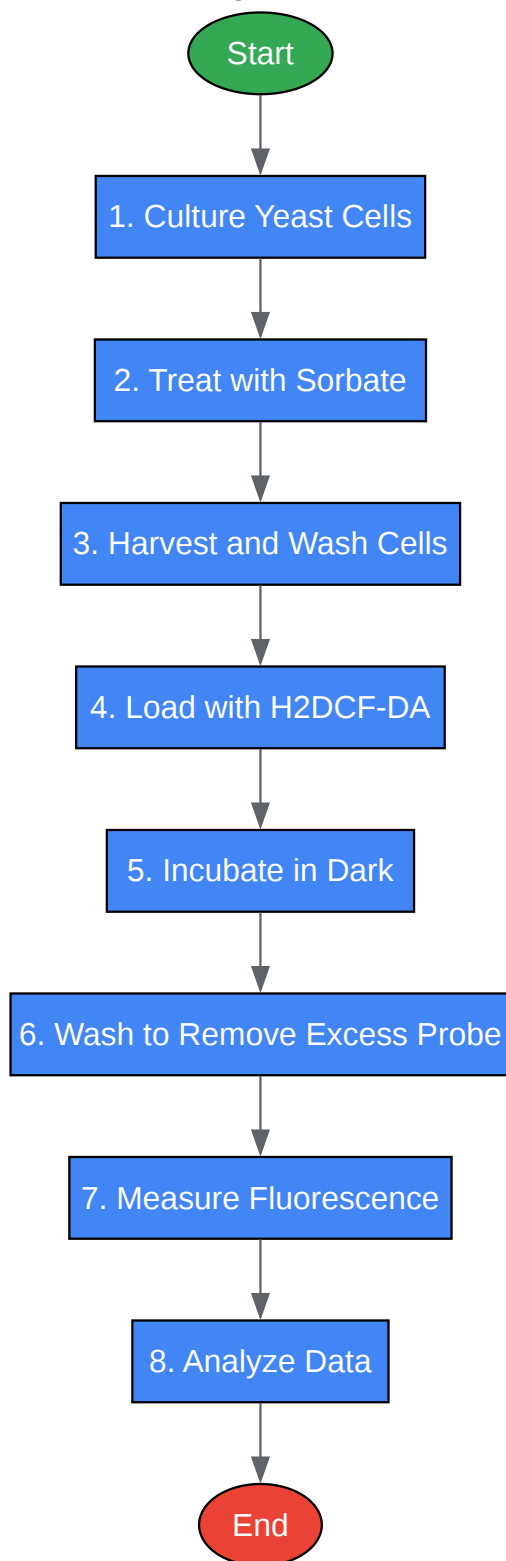 Start
1. Culture Yeast Cells
2. Treat with Sorbate
3. Harvest and Wash Cells
4. Load with H2DCF-DA
5. Incubate in Dark
6. Wash to Remove Excess Probe
7. Measure Fluorescence
8. Analyze Data
End